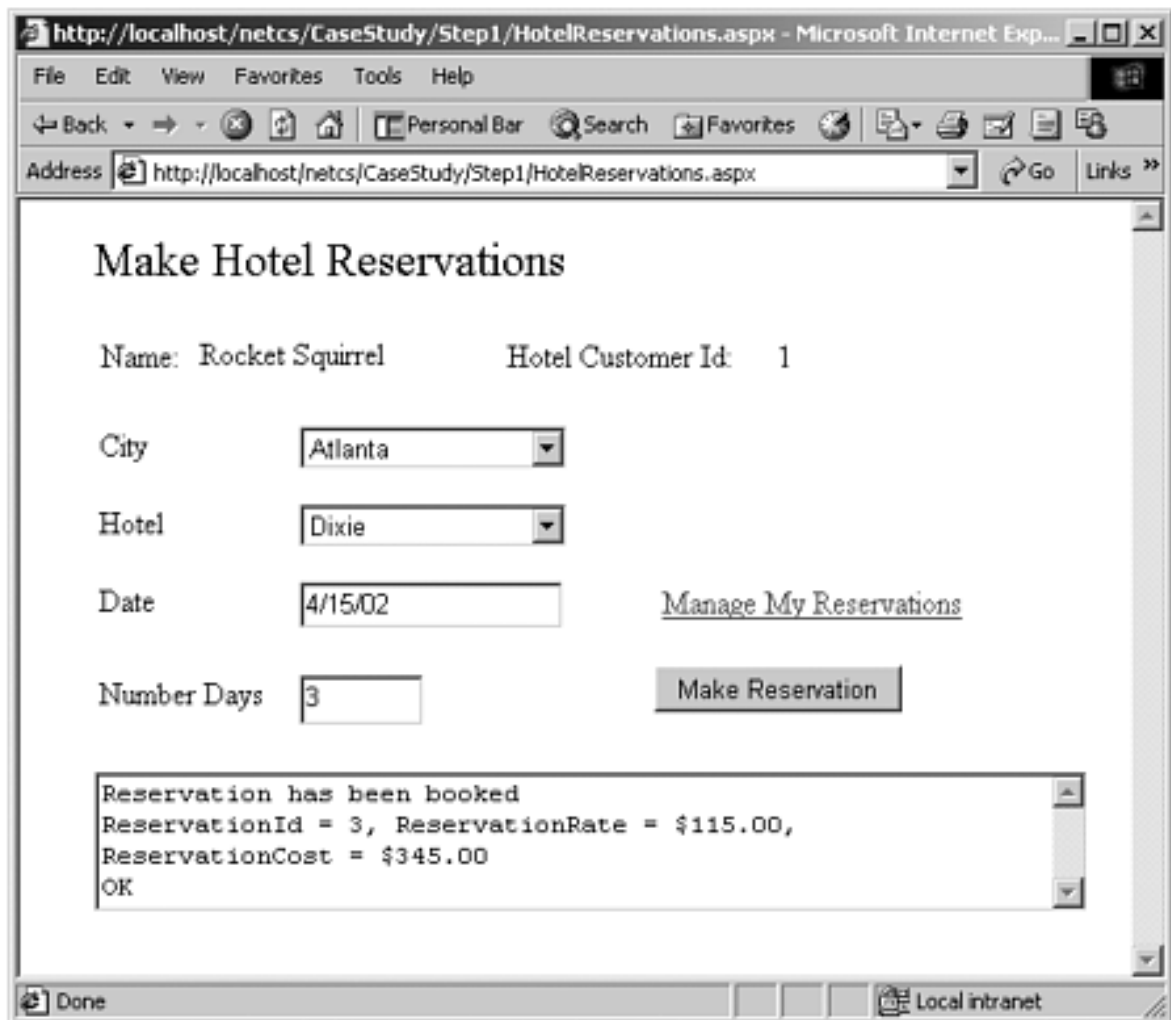 http://localhost/netcs/CaseStudy/Step1/HotelReservations.aspx - Microsoft Internet Exp...
File Edit View Favorites Tools Help
Back Personal Bar Search Favorites
Address http://localhost/netcs/CaseStudy/Step1/HotelReservations.aspx Go Links »
Make Hotel Reservations
Name: Rocket Squirrel Hotel Customer Id: 1
City Atlanta
Hotel Dixie
Date 4/15/02 Manage My Reservations
Number Days 3 Make Reservation
Reservation has been booked
ReservationId = 3, ReservationRate = $115.00,
ReservationCost = $345.00
OK
Done Local intranet